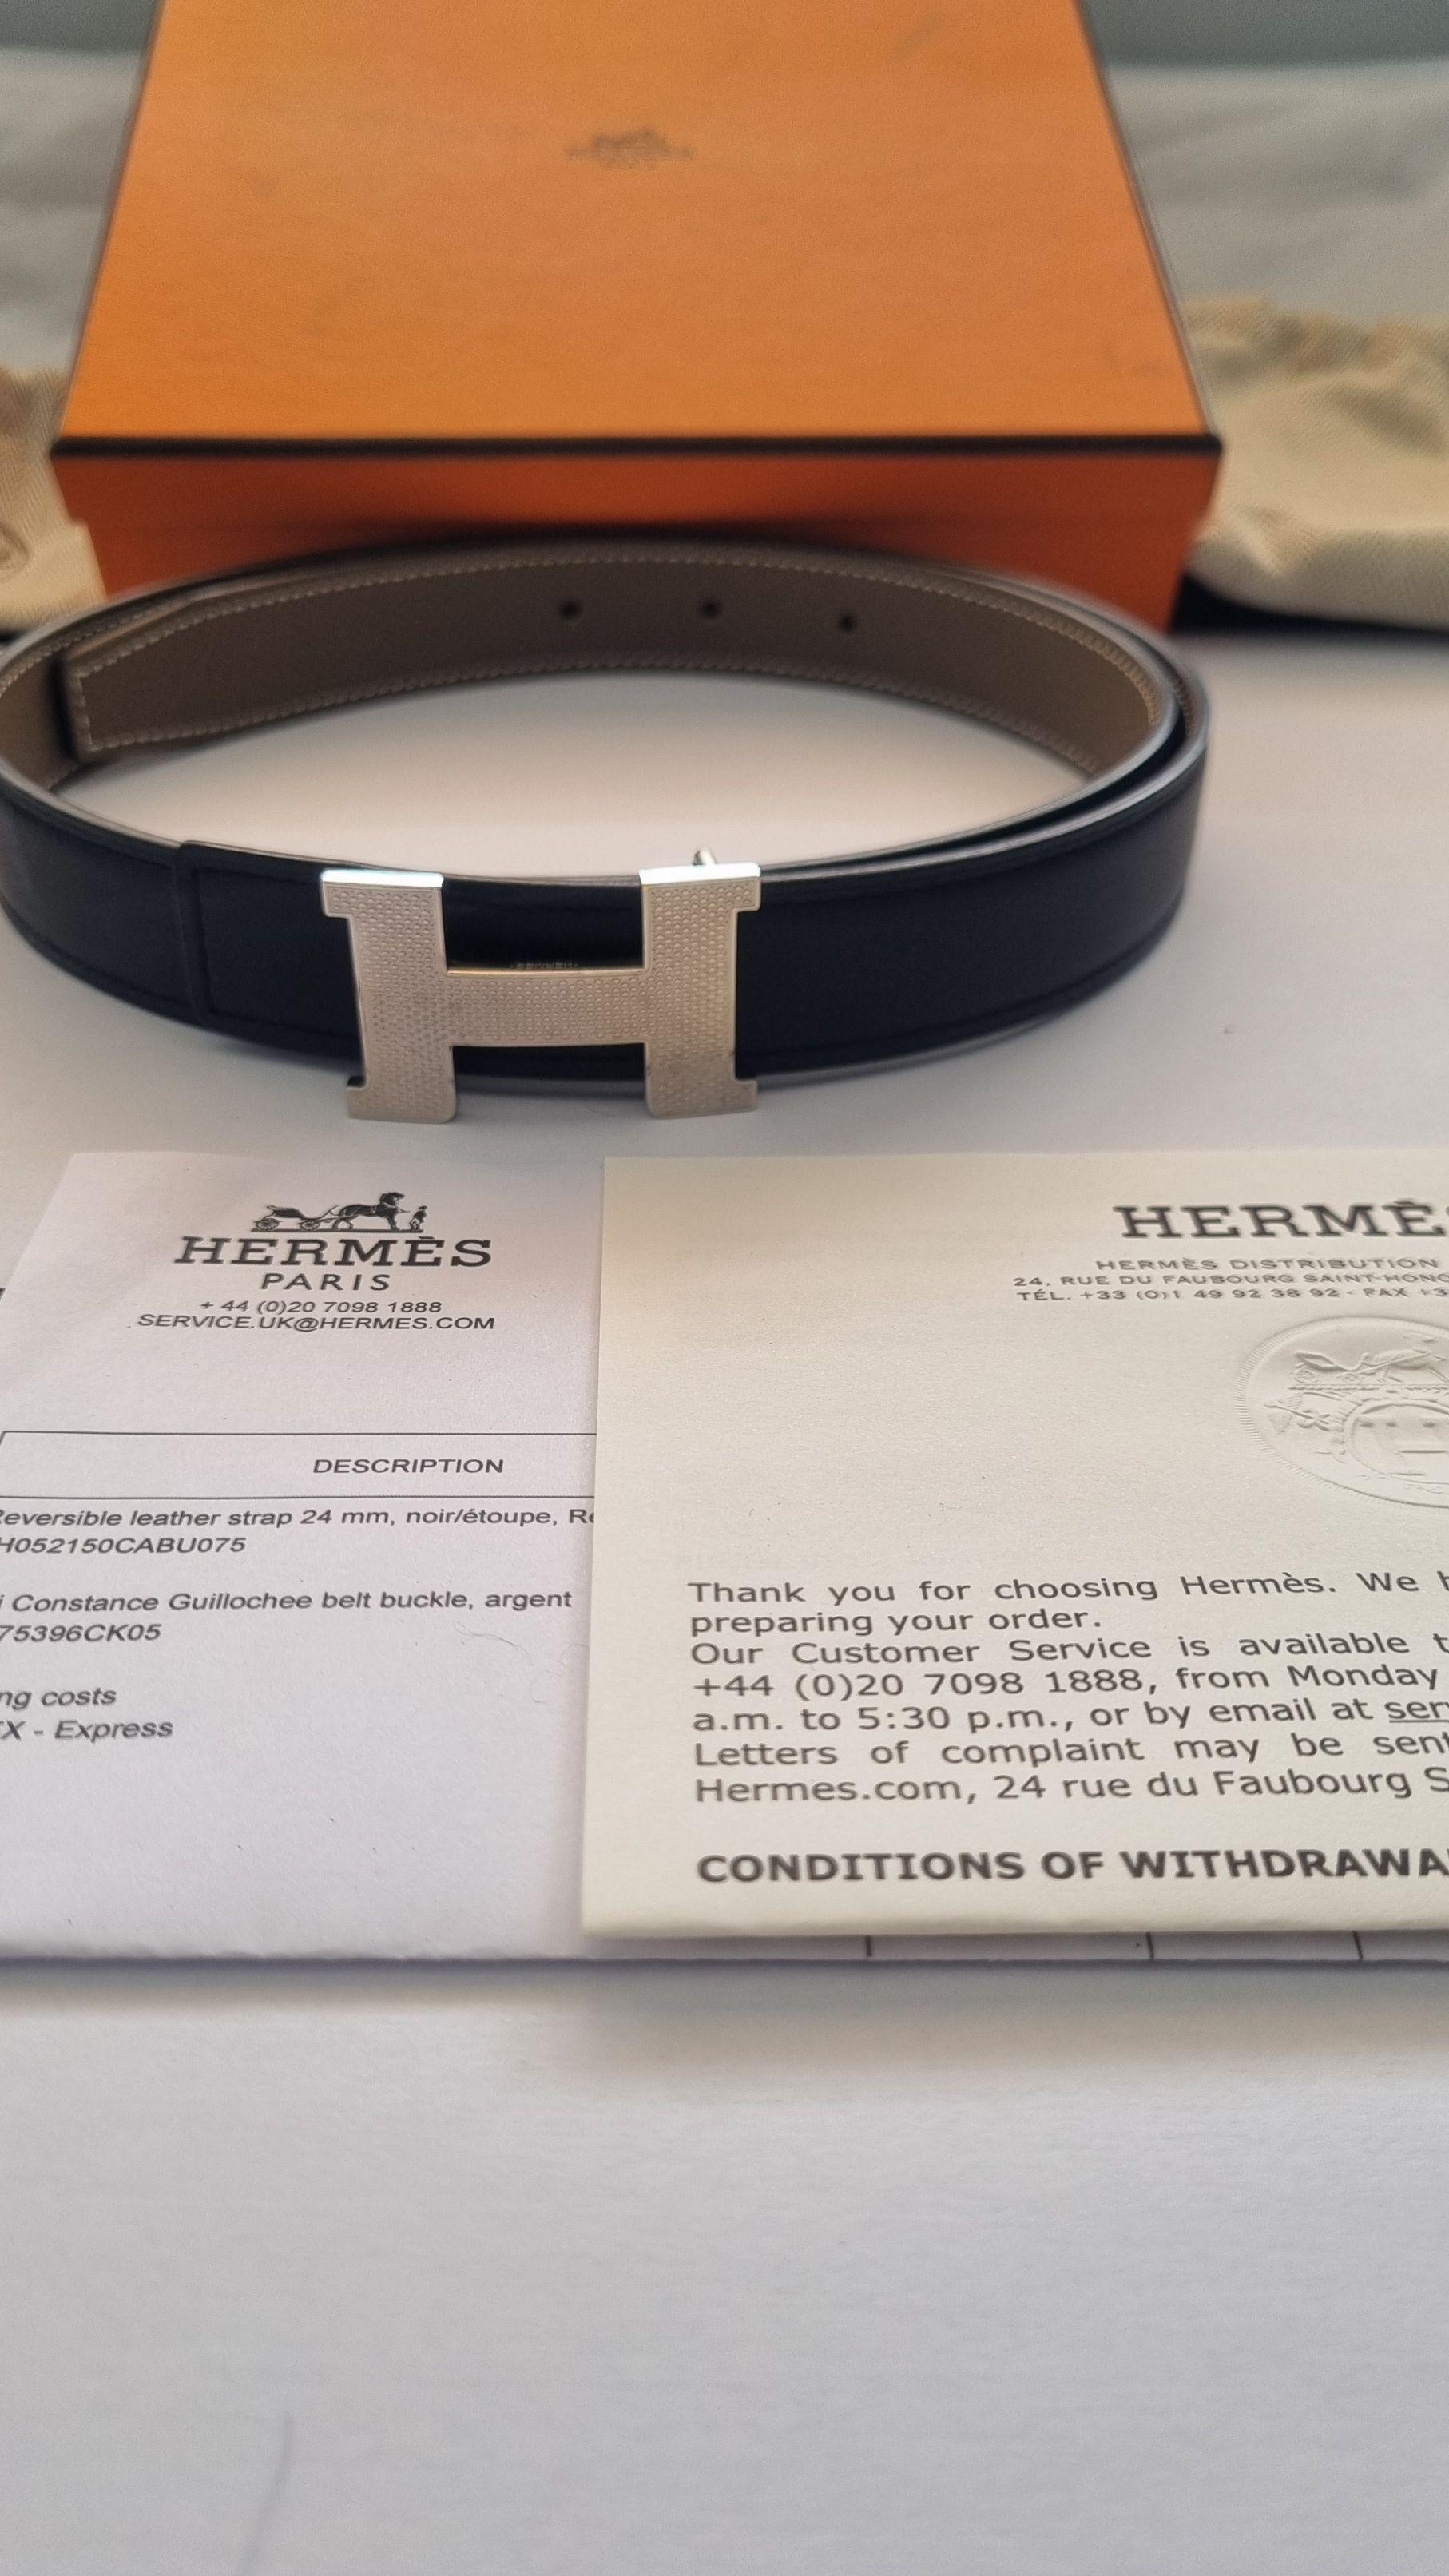 HERMÈS
PARIS
+ 44 (0)20 7098 1888
SERVICE.UK@HERMES.COM
DESCRIPTION
Reversible leather strap 24 mm, noir/étoupe, Re
H052150CABU075
i Constance Guillochee belt buckle, argent
75396CK05
ng costs
EX - Express
HERMÈS
HERMÈS DISTRIBUTION
24, RUE DU FAUBOURG SAINT-HONO
TÉL. +33 (0)1 49 92 38 92 - FAX +3
Thank you for choosing Hermès. We h
preparing your order.
Our Customer Service is available t
+44 (0)20 7098 1888, from Monday
a.m. to 5:30 p.m., or by email at ser
Letters of complaint may be sent
Hermes.com, 24 rue du Faubourg S
CONDITIONS OF WITHDRAWA